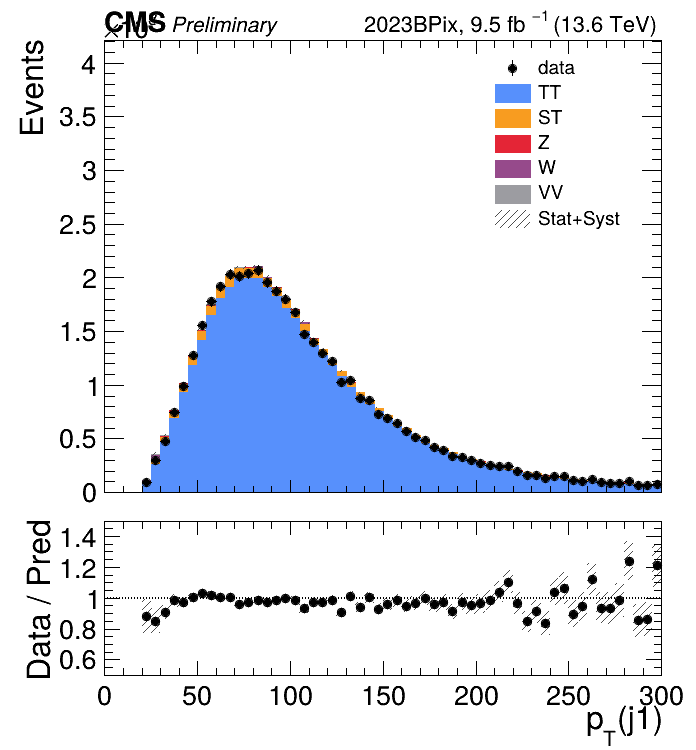 CMS Preliminary 2023BPix, 9.5 fb⁻¹ (13.6 TeV)
Events
4
3.5
3
2.5
2
1.5
1
0.5
0
data
TT
ST
Z
W
VV
Stat+Syst
Data / Pred
1.4
1.2
1
0.8
0.6
0 50 100 150 200 250 300
p_T(j1)